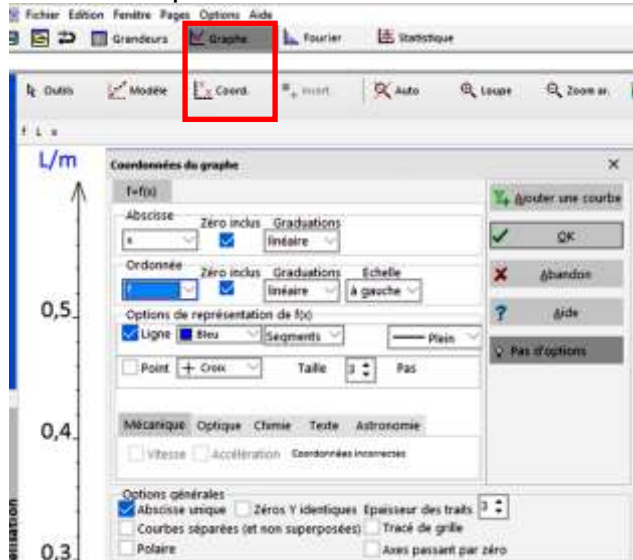 Fichier Edition Fenêtre Pages Options Aide
Grandeurs Graphe Fourier Statistique
Outils Modèle Coord. Auto Loupe Zoom ar.
f L x
L/m
Coordonnées du graphe
f=f(x)
Ajouter une courbe
Abscisse Zéro inclus Graduations
x linéaire
OK
Ordonnée Zéro inclus Graduations Echelle
f linéaire à gauche
Abandon
0,5
Options de représentation de f(x)
Aide
Ligne Bleu Segments Plein
Pas d'options
Point Croix Taille 3 Pas
0,4
Mécanique Optique Chimie Texte Astronomie
Vitesse Accélération Coordonnées incorrectes
Options générales
Abscisse unique Zéros Y identiques Epaisseur des traits 3
Courbes séparées (et non superposées) Tracé de grille
0,3
Polaire Axes passant par zéro